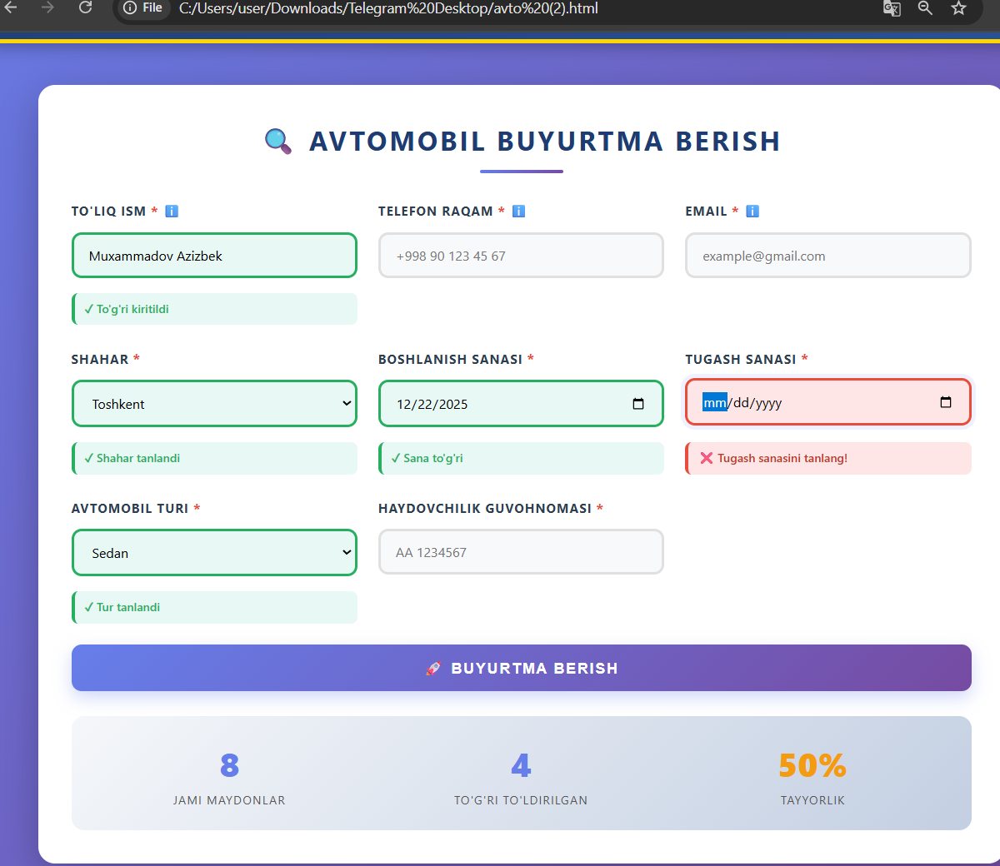 File C:/Users/user/Downloads/Telegram%20Desktop/avto%20(2).html
🔍 AVTOMOBIL BUYURTMA BERISH
TO'LIQ ISM * ℹ️ TELEFON RAQAM * ℹ️ EMAIL * ℹ️
Muxammadov Azizbek +998 90 123 45 67 example@gmail.com
✓ To'g'ri kiritildi
SHAHAR * BOSHLANISH SANASI * TUGASH SANASI *
Toshkent 12/22/2025 mm/dd/yyyy
✓ Shahar tanlandi ✓ Sana to'g'ri ❌ Tugash sanasini tanlang!
AVTOMOBIL TURI * HAYDOVCHILIK GUVOHNOMASI *
Sedan AA 1234567
✓ Tur tanlandi
🚀 BUYURTMA BERISH
8 4 50%
JAMI MAYDONLAR TO'G'RI TO'LDIRILGAN TAYYORLIK